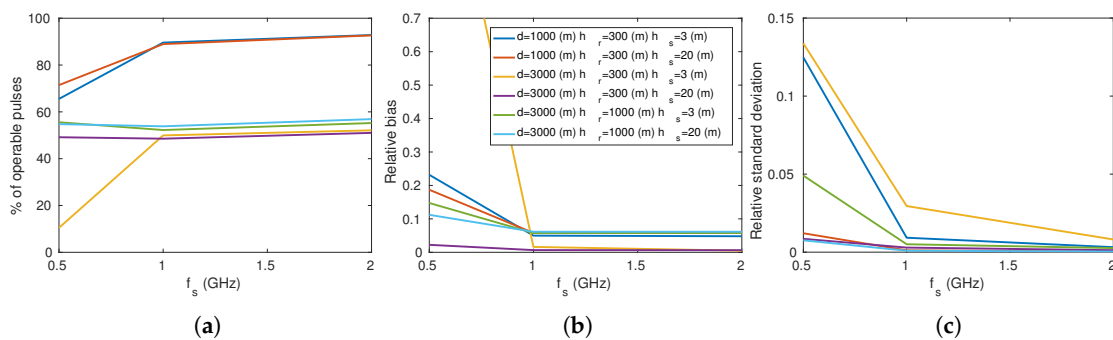 100
80
60
40
20
0
% of operable pulses
0.5
1
1.5
2
f_s (GHz)
(a)
0.7
0.6
0.5
0.4
0.3
0.2
0.1
0
Relative bias
d=1000 (m) h_r=300 (m) h_s=3 (m)
d=1000 (m) h_r=300 (m) h_s=20 (m)
d=3000 (m) h_r=300 (m) h_s=3 (m)
d=3000 (m) h_r=300 (m) h_s=20 (m)
d=3000 (m) h_r=1000 (m) h_s=3 (m)
d=3000 (m) h_r=1000 (m) h_s=20 (m)
0.5
1
1.5
2
f_s (GHz)
(b)
0.15
0.1
0.05
0
Relative standard deviation
0.5
1
1.5
2
f_s (GHz)
(c)